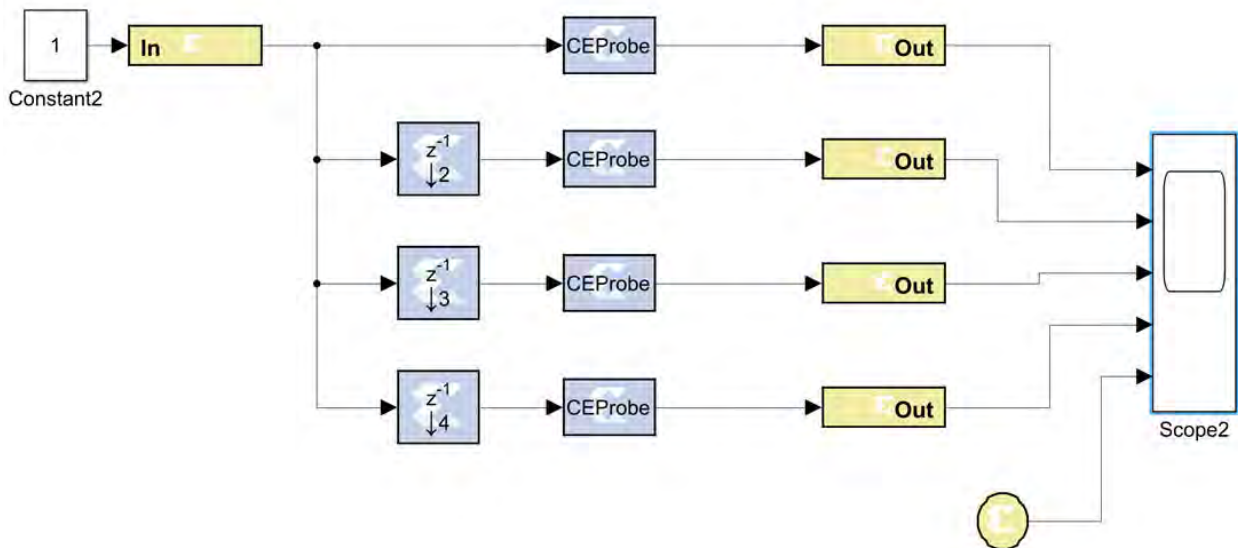 1
Constant2
In
CEProbe
Out
z⁻¹
↓2
CEProbe
Out
z⁻¹
↓3
CEProbe
Out
z⁻¹
↓4
CEProbe
Out
Scope2